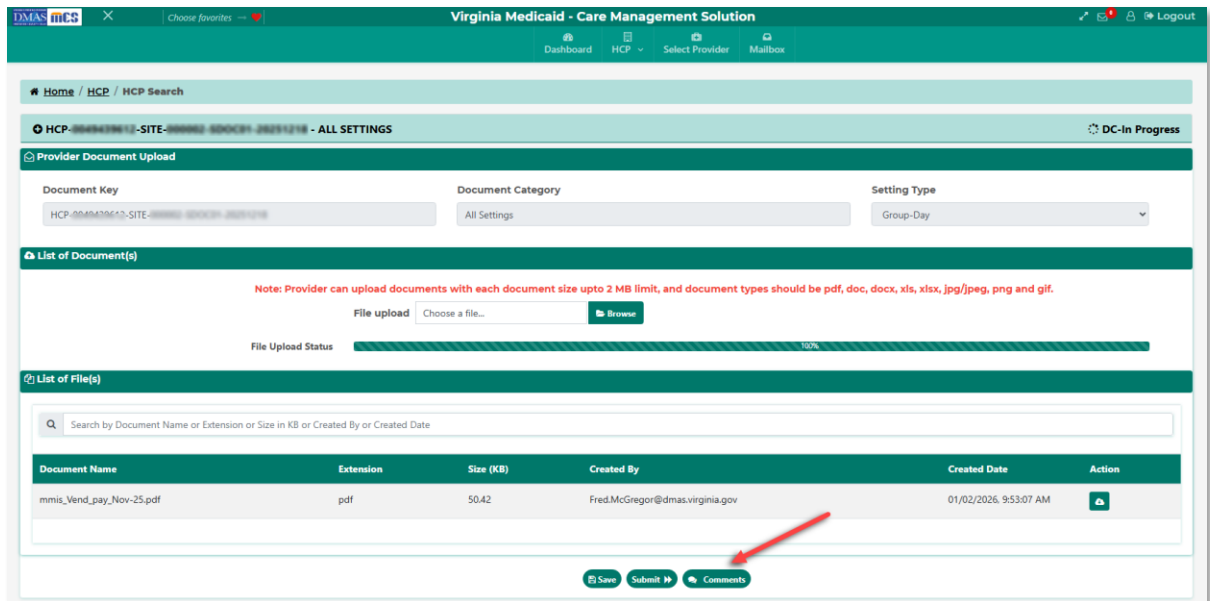 DMAS mcs Choose favorites → Virginia Medicaid - Care Management Solution Logout
Dashboard HCP Select Provider Mailbox
Home / HCP / HCP Search
HCP- -SITE- - ALL SETTINGS DC-In Progress
Provider Document Upload
Document Key Document Category Setting Type
HCP- -SITE- All Settings Group-Day
List of Document(s)
Note: Provider can upload documents with each document size upto 2 MB limit, and document types should be pdf, doc, docx, xls, xlsx, jpg/jpeg, png and gif.
File upload Choose a file... Browse
File Upload Status 100%
List of File(s)
Search by Document Name or Extension or Size in KB or Created By or Created Date
Document Name Extension Size (KB) Created By Created Date Action
mmis_Vend_pay_Nov-25.pdf pdf 50.42 Fred.McGregor@dmas.virginia.gov 01/02/2026, 9:53:07 AM
Save Submit Comments